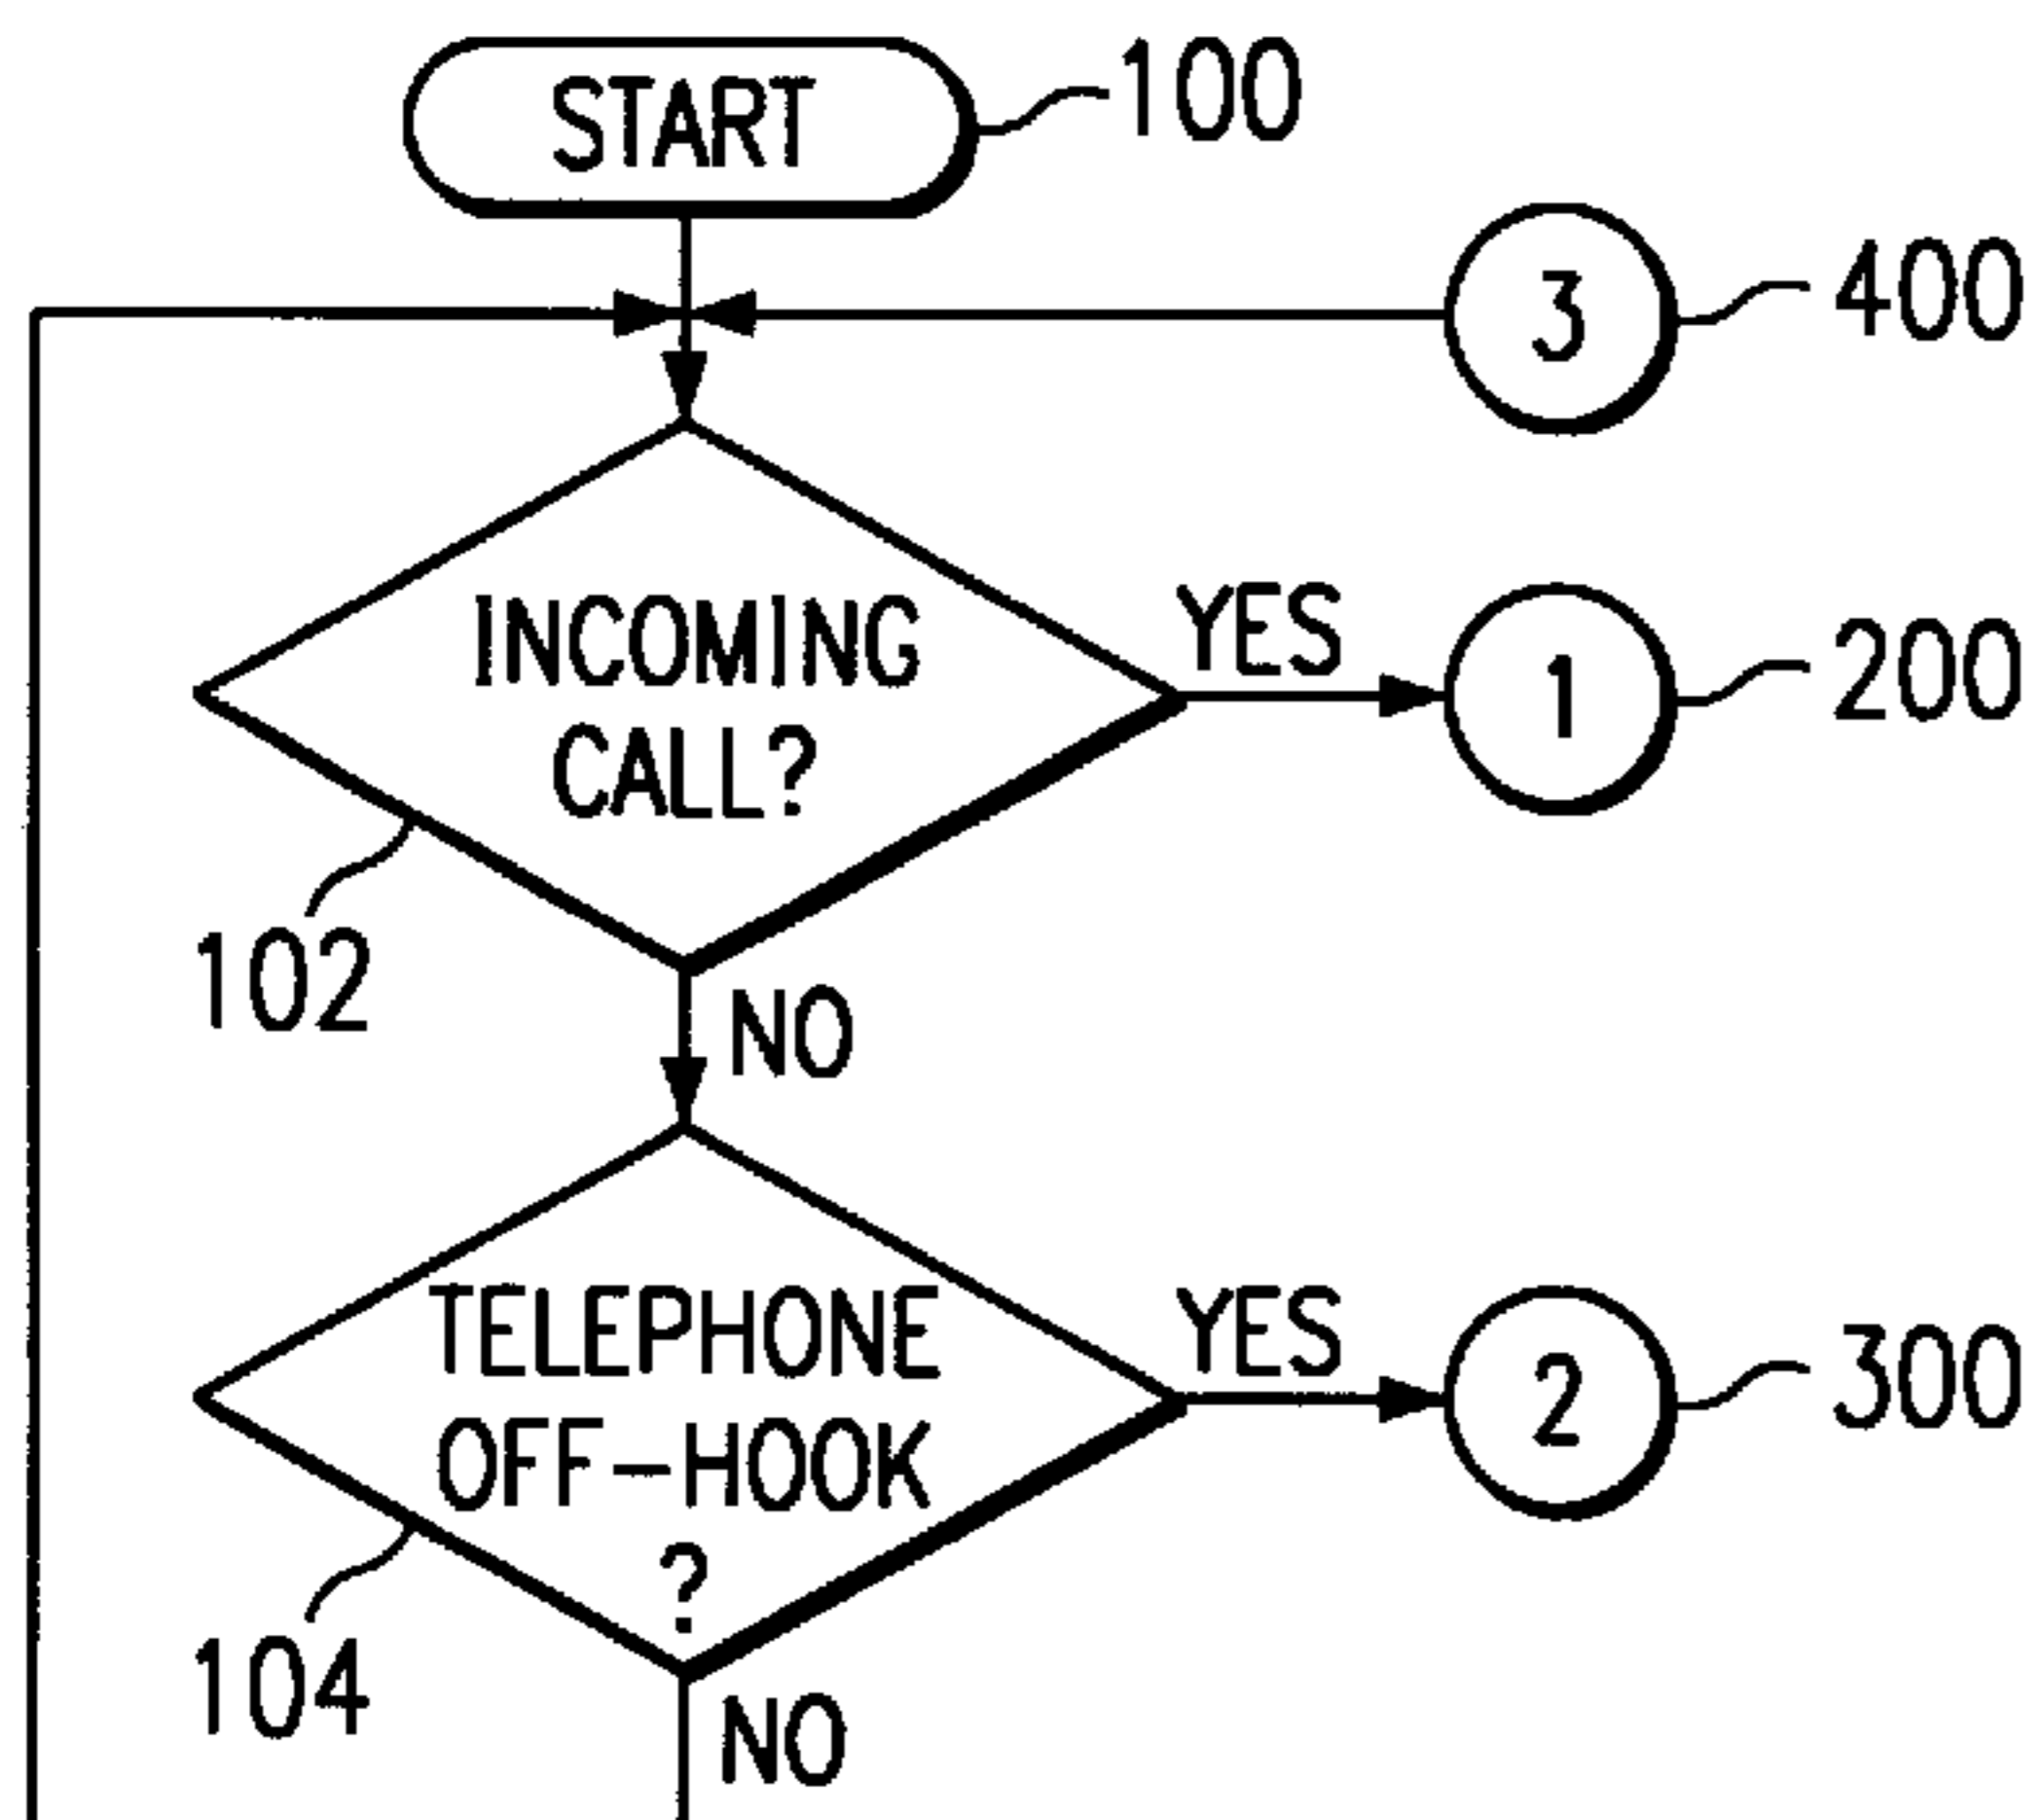 START
100
3
400
INCOMING
CALL?
YES
1
200
102
NO
TELEPHONE
OFF-HOOK
?
YES
2
300
104
NO